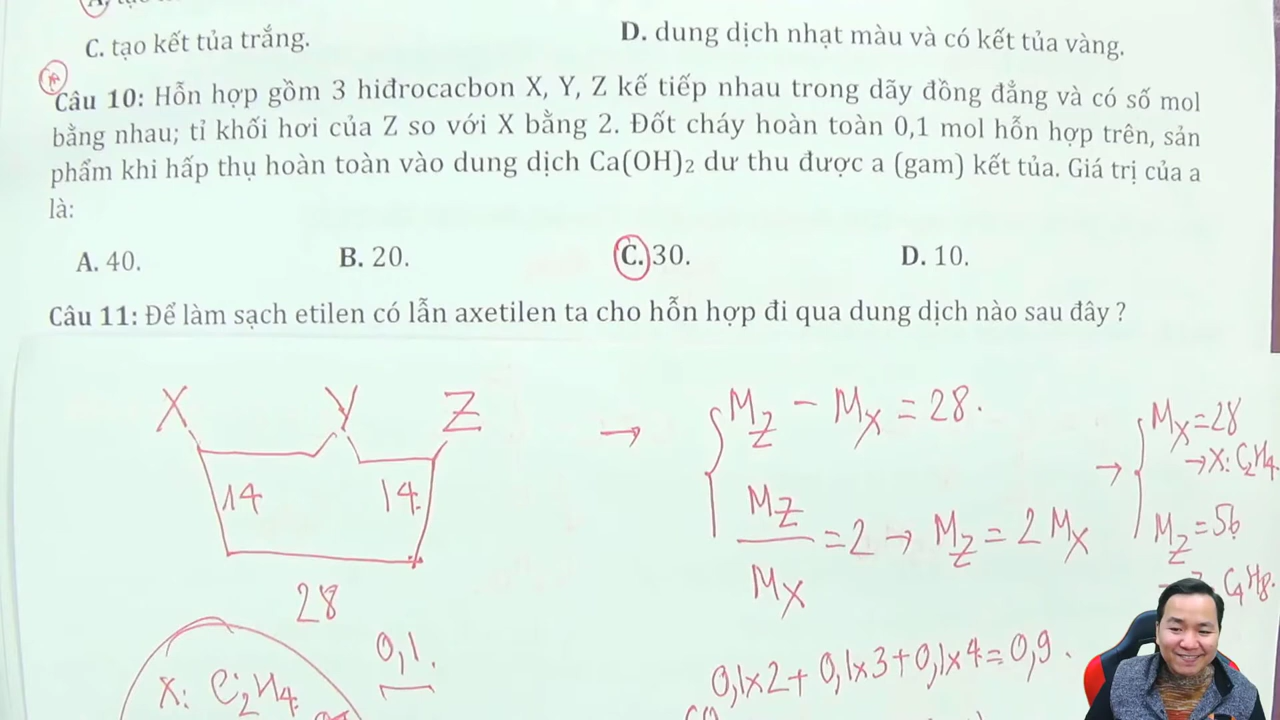 C. tạo kết tủa trắng.
D. dung dịch nhạt màu và có kết tủa vàng.
Câu 10: Hỗn hợp gồm 3 hiđrocacbon X, Y, Z kế tiếp nhau trong dãy đồng đẳng và có số mol
bằng nhau; tỉ khối hơi của Z so với X bằng 2. Đốt cháy hoàn toàn 0,1 mol hỗn hợp trên, sản
phẩm khi hấp thụ hoàn toàn vào dung dịch Ca(OH)₂ dư thu được a (gam) kết tủa. Giá trị của a
là:
A. 40.
B. 20.
C. 30.
D. 10.
Câu 11: Để làm sạch etilen có lẫn axetilen ta cho hỗn hợp đi qua dung dịch nào sau đây ?
X Y Z
14 14
28
→ M_Z - M_X = 28.
M_Z / M_X = 2 → M_Z = 2 M_X
→ M_X = 28
→ X: C₂H₄
M_Z = 56
C₄H₈.
0,1.
X: C₂H₄
0,1x2 + 0,1x3 + 0,1x4 = 0,9.